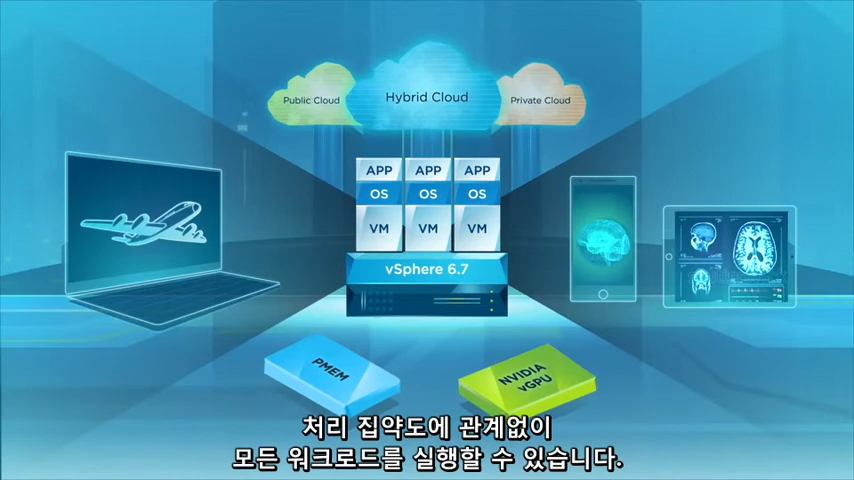 Public Cloud
Hybrid Cloud
Private Cloud
APP APP APP
OS OS OS
VM VM VM
vSphere 6.7
PMEM
NVIDIA
vGPU
처리 집약도에 관계없이
모든 워크로드를 실행할 수 있습니다.